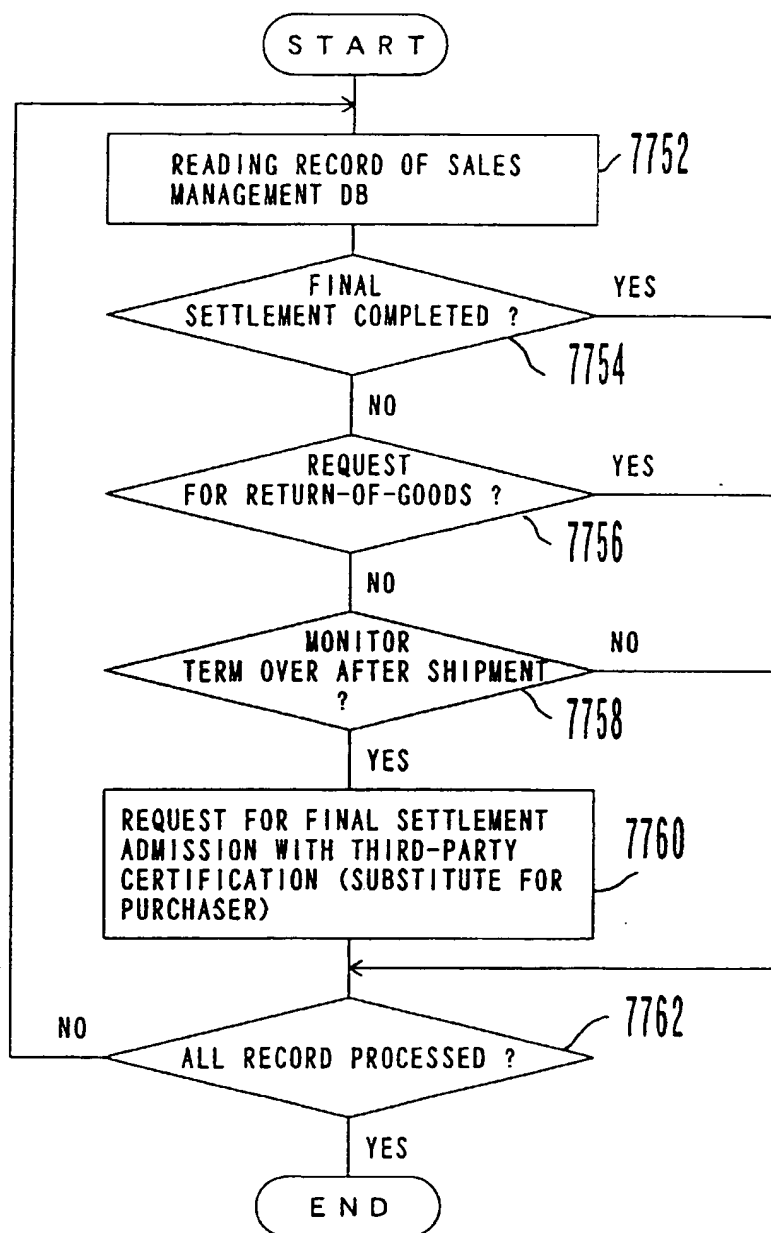 START
READING RECORD OF SALES
MANAGEMENT DB
7752
FINAL
SETTLEMENT COMPLETED ?
YES
7754
NO
REQUEST
FOR RETURN-OF-GOODS ?
YES
7756
NO
MONITOR
TERM OVER AFTER SHIPMENT
?
NO
7758
YES
REQUEST FOR FINAL SETTLEMENT
ADMISSION WITH THIRD-PARTY
CERTIFICATION (SUBSTITUTE FOR
PURCHASER)
7760
NO
ALL RECORD PROCESSED ?
7762
YES
END